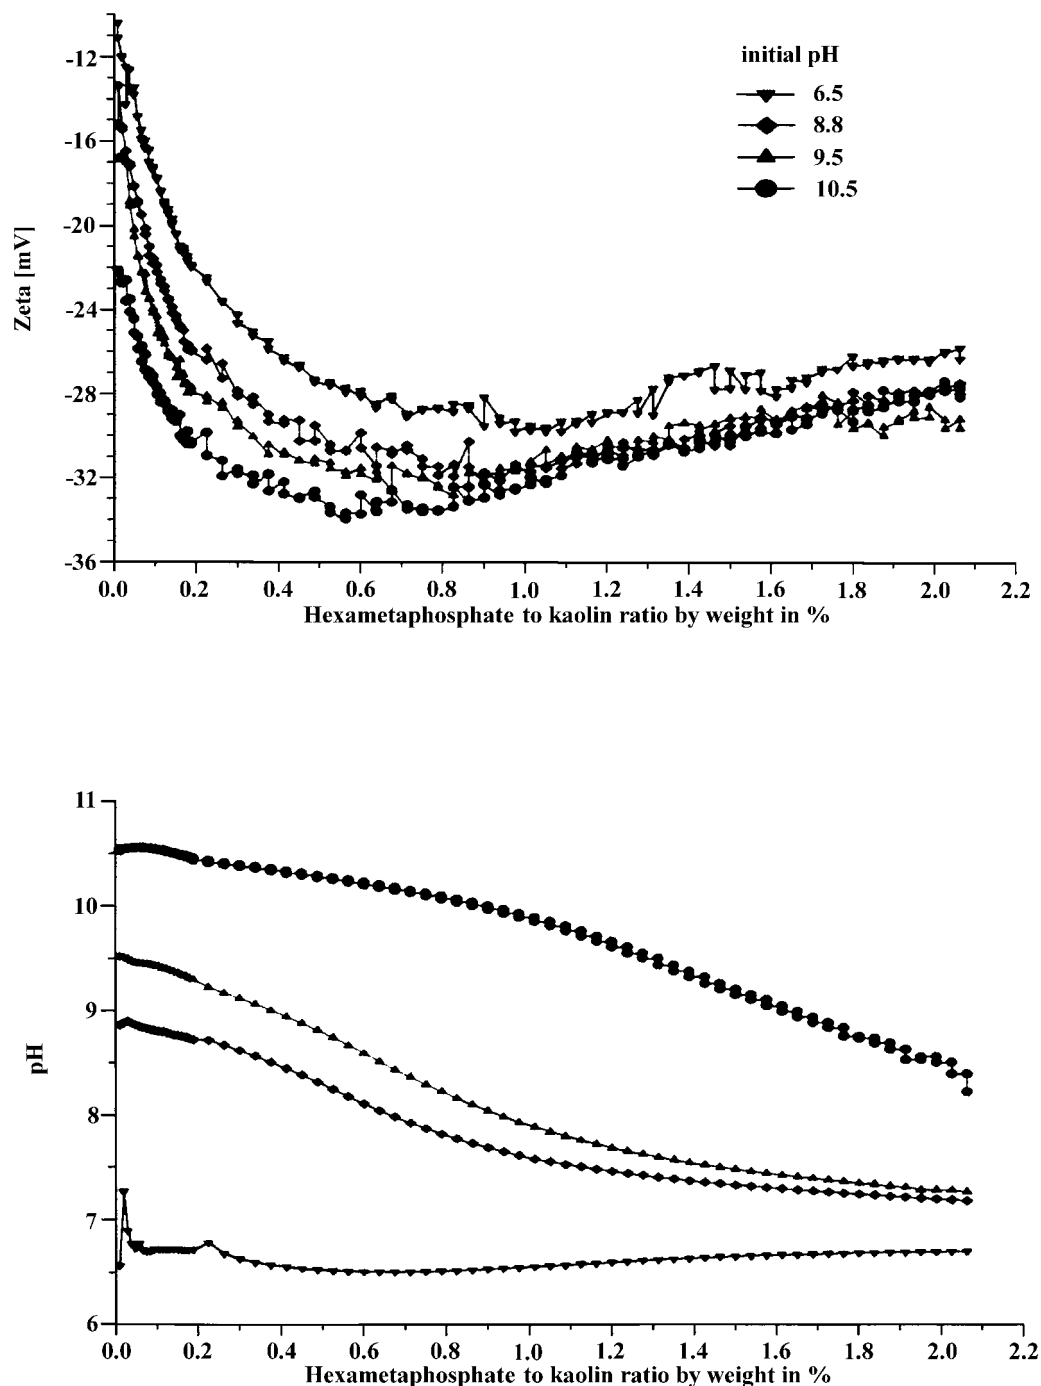 initial pH
6.5
8.8
9.5
10.5
Zeta [mV]
-12
-16
-20
-24
-28
-32
-36
0.0 0.2 0.4 0.6 0.8 1.0 1.2 1.4 1.6 1.8 2.0 2.2
Hexametaphosphate to kaolin ratio by weight in %
pH
11
10
9
8
7
6
0.0 0.2 0.4 0.6 0.8 1.0 1.2 1.4 1.6 1.8 2.0 2.2
Hexametaphosphate to kaolin ratio by weight in %